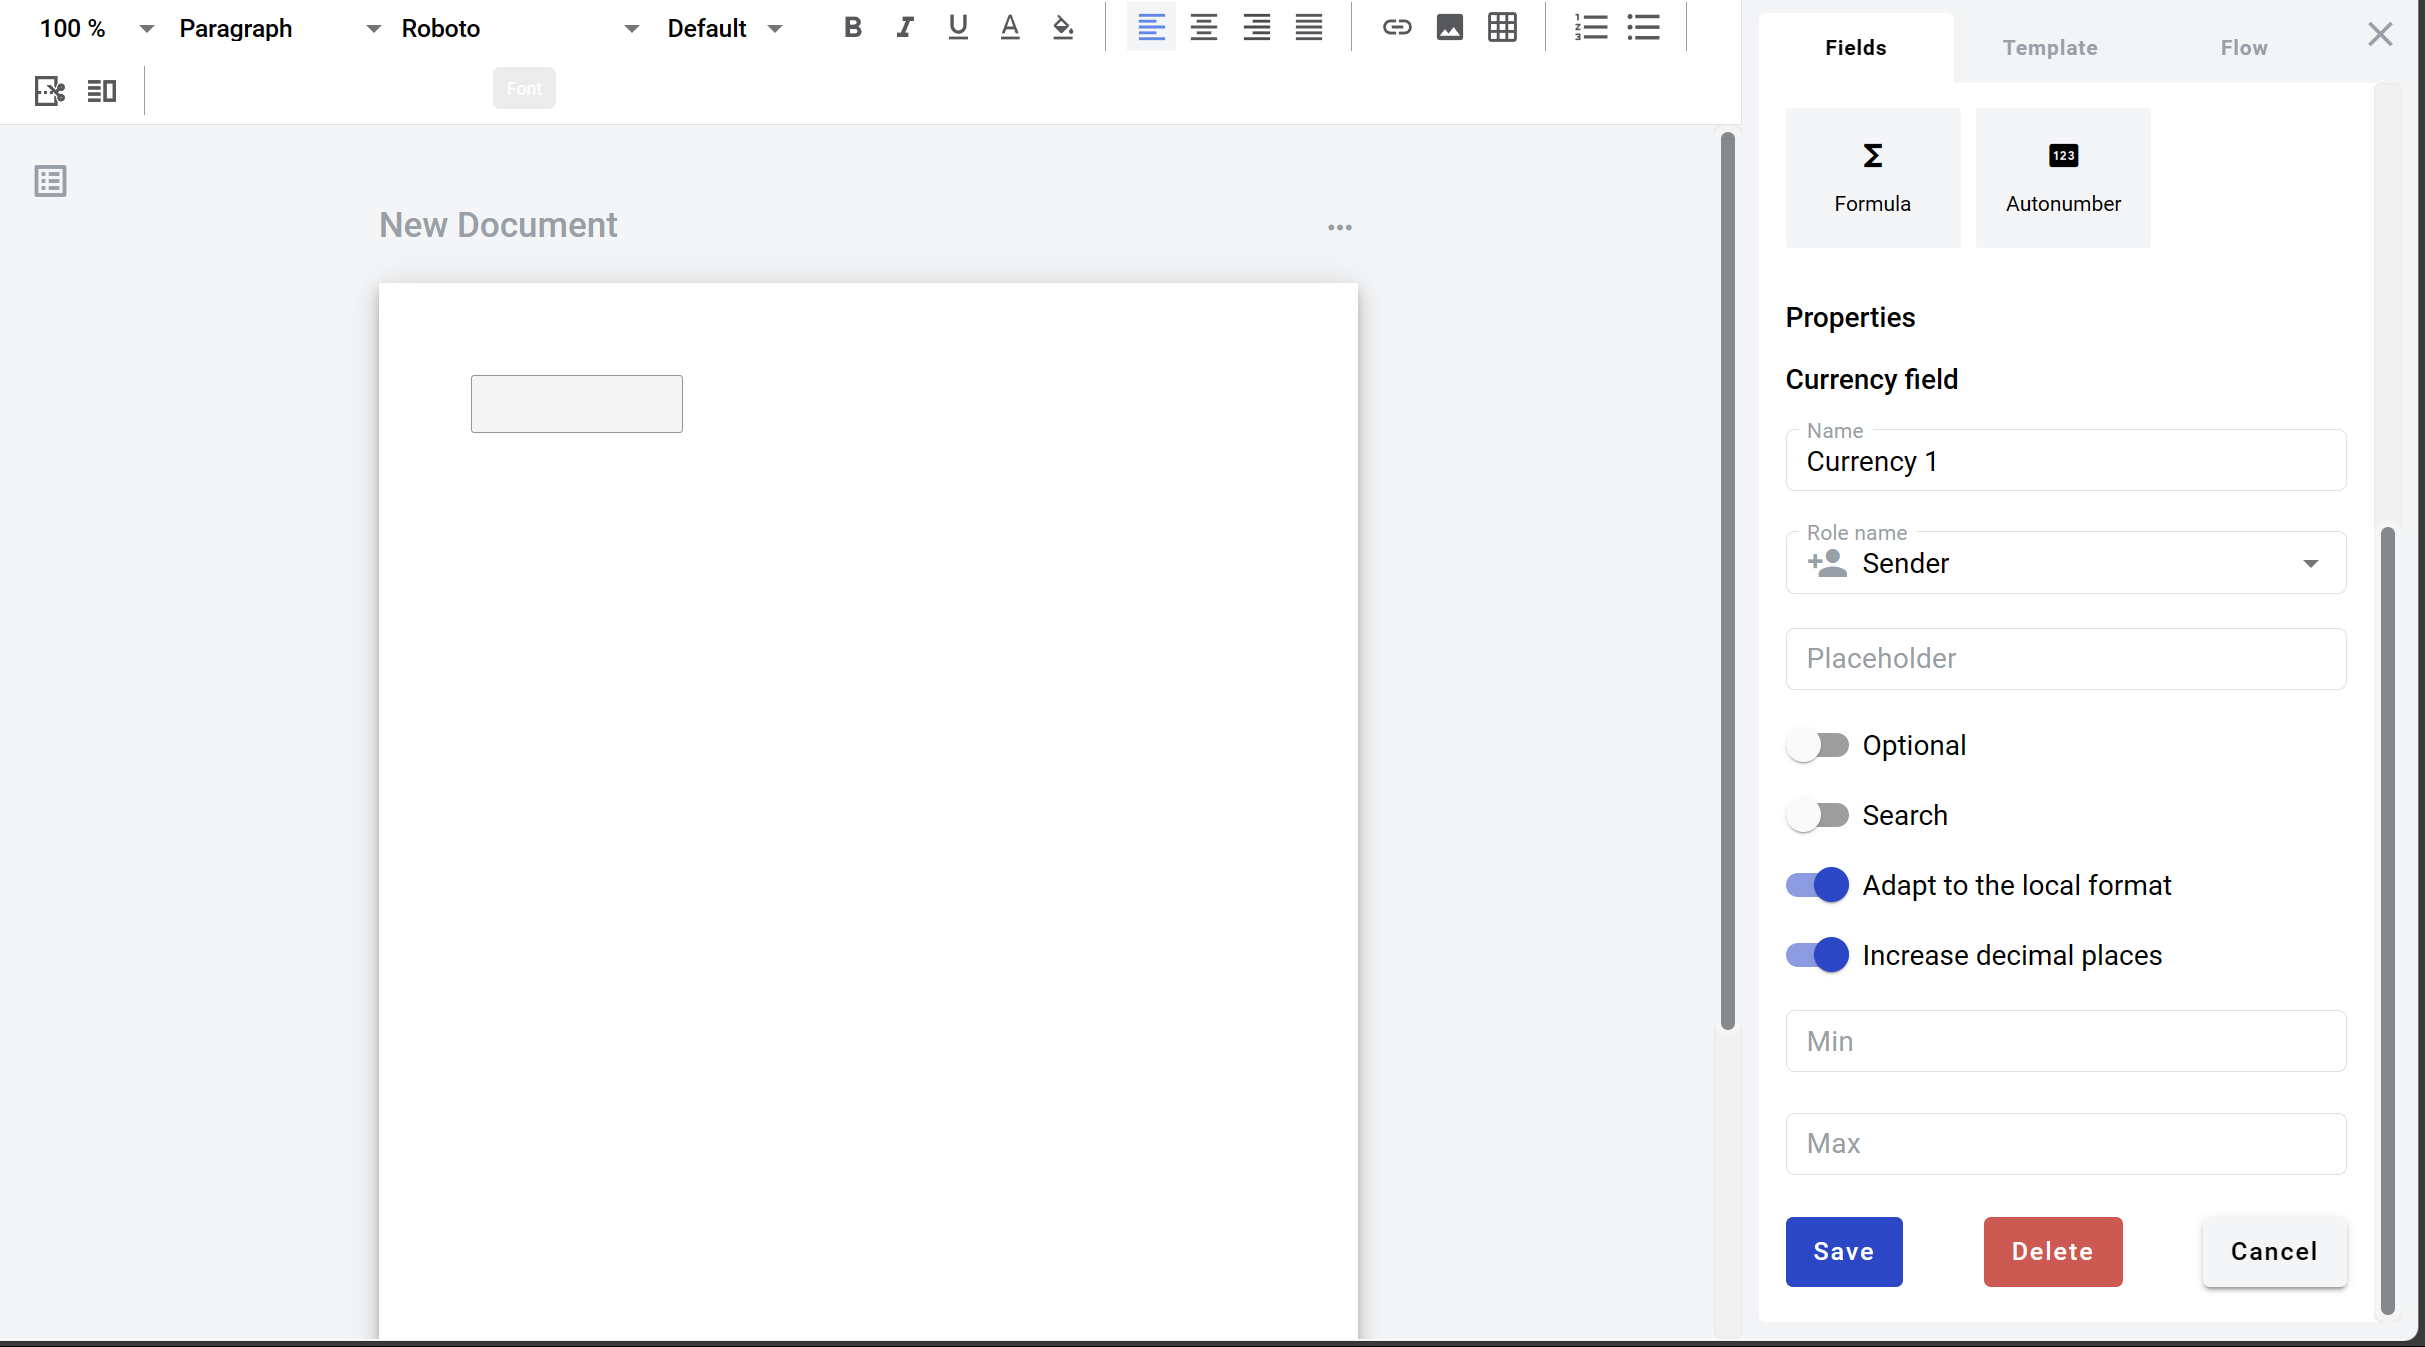 100 %
Paragraph
Roboto
Default
Font
New Document
Fields
Template
Flow
Formula
123
Autonumber
Properties
Currency field
Name
Currency 1
Role name
Sender
Placeholder
Optional
Search
Adapt to the local format
Increase decimal places
Min
Max
Save
Delete
Cancel